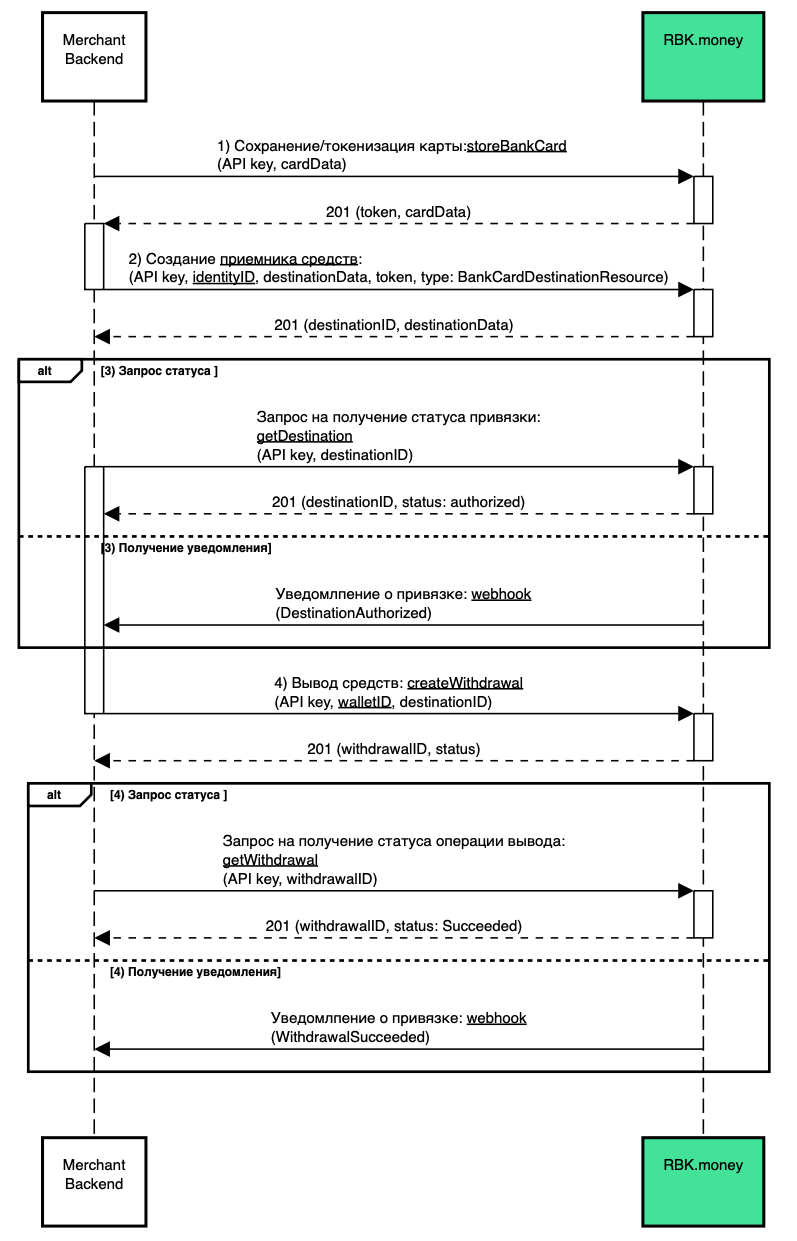 Merchant
Backend
RBK.money
1) Сохранение/токенизация карты:storeBankCard
(API key, cardData)
201 (token, cardData)
2) Создание приемника средств:
(API key, identityID, destinationData, token, type: BankCardDestinationResource)
201 (destinationID, destinationData)
alt
[3) Запрос статуса ]
Запрос на получение статуса привязки:
getDestination
(API key, destinationID)
201 (destinationID, status: authorized)
[3) Получение уведомления]
Уведомлпение о привязке: webhook
(DestinationAuthorized)
4) Вывод средств: createWithdrawal
(API key, walletID, destinationID)
201 (withdrawalID, status)
alt
[4) Запрос статуса ]
Запрос на получение статуса операции вывода:
getWithdrawal
(API key, withdrawalID)
201 (withdrawalID, status: Succeeded)
[4) Получение уведомления]
Уведомлпение о привязке: webhook
(WithdrawalSucceeded)
Merchant
Backend
RBK.money